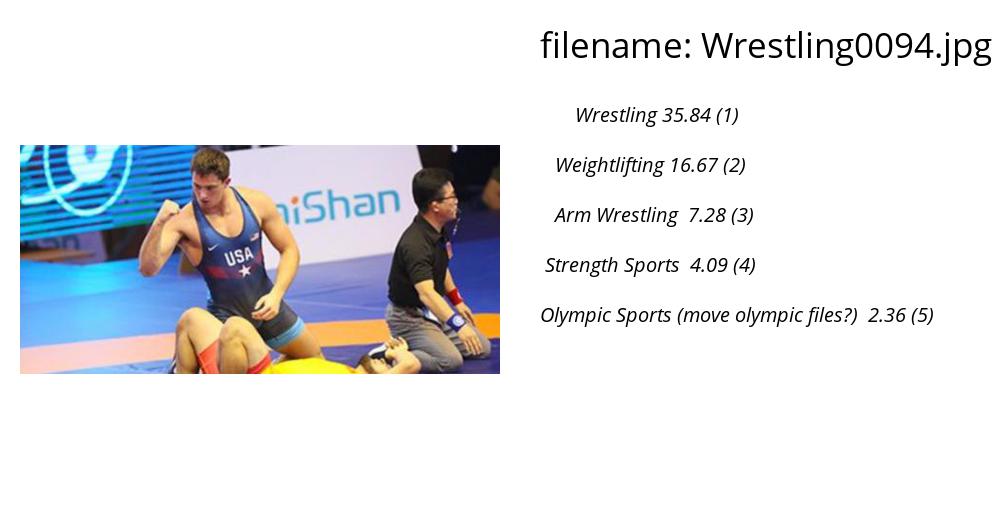 filename: Wrestling0094.jpg
Wrestling 35.84 (1)
Weightlifting 16.67 (2)
Arm Wrestling  7.28 (3)
Strength Sports  4.09 (4)
Olympic Sports (move olympic files?)  2.36 (5)
niShan
USA